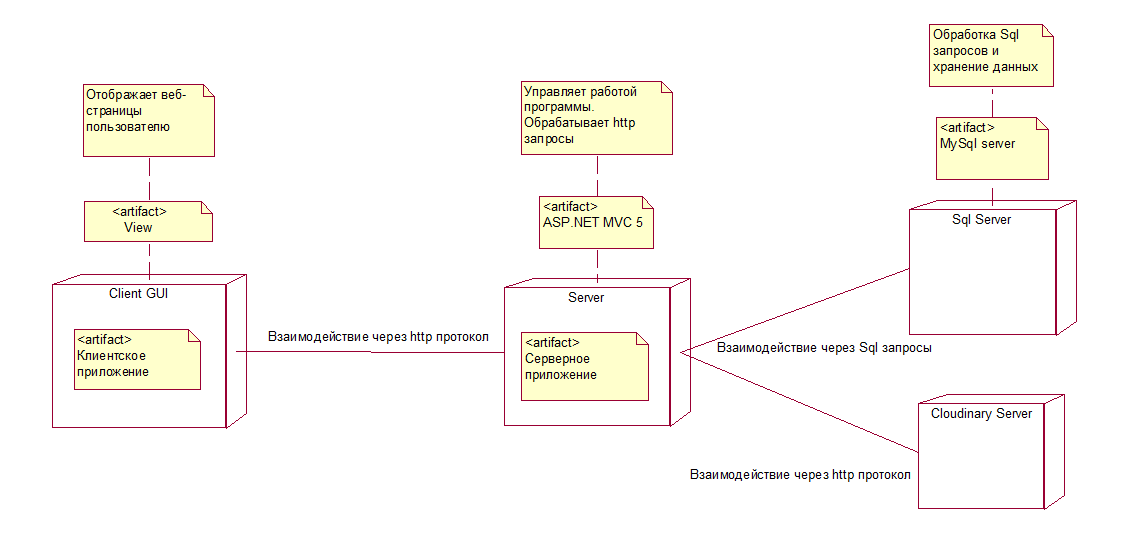 Отображает веб-
страницы
пользователю
<artifact>
View
Client GUI
<artifact>
Клиентское
приложение
Взаимодействие через http протокол
Управляет работой
программы.
Обрабатывает http
запросы
<artifact>
ASP.NET MVC 5
Server
<artifact>
Серверное
приложение
Обработка Sql
запросов и
хранение данных
<artifact>
MySql server
Sql Server
Взаимодействие через Sql запросы
Cloudinary Server
Взаимодействие через http протокол